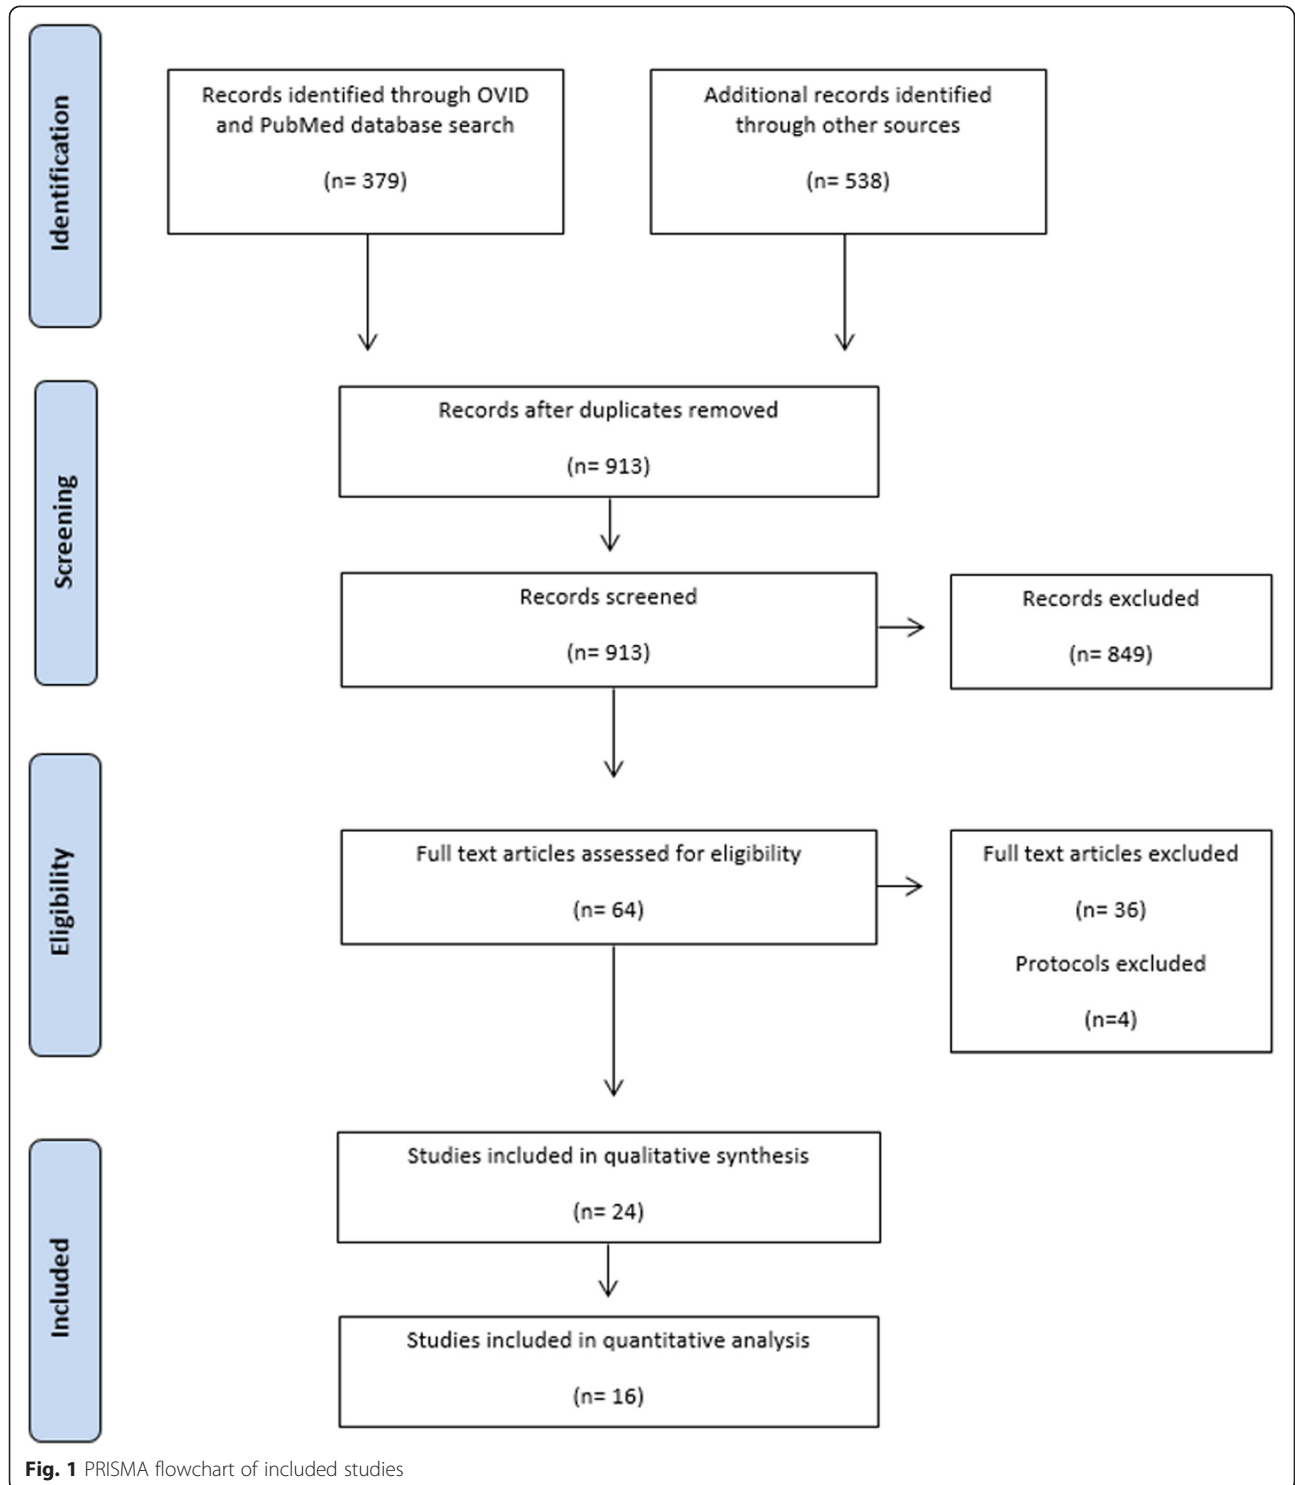 Identification
Records identified through OVID
and PubMed database search
(n= 379)
Additional records identified
through other sources
(n= 538)
Screening
Records after duplicates removed
(n= 913)
Records screened
(n= 913)
Records excluded
(n= 849)
Eligibility
Full text articles assessed for eligibility
(n= 64)
Full text articles excluded
(n= 36)
Protocols excluded
(n=4)
Included
Studies included in qualitative synthesis
(n= 24)
Studies included in quantitative analysis
(n= 16)
Fig. 1 PRISMA flowchart of included studies